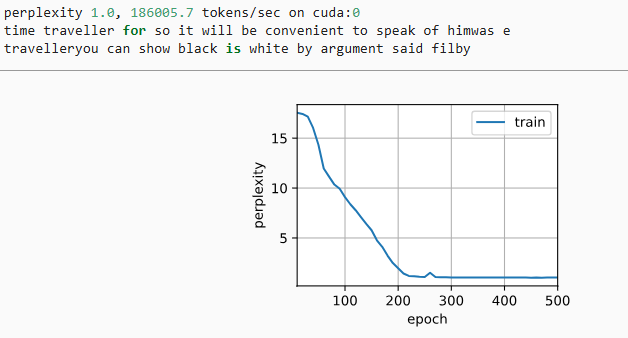 perplexity 1.0, 186005.7 tokens/sec on cuda:0
time traveller for so it will be convenient to speak of himwas e
travelleryou can show black is white by argument said filby
train
15
10
5
perplexity
100 200 300 400 500
epoch